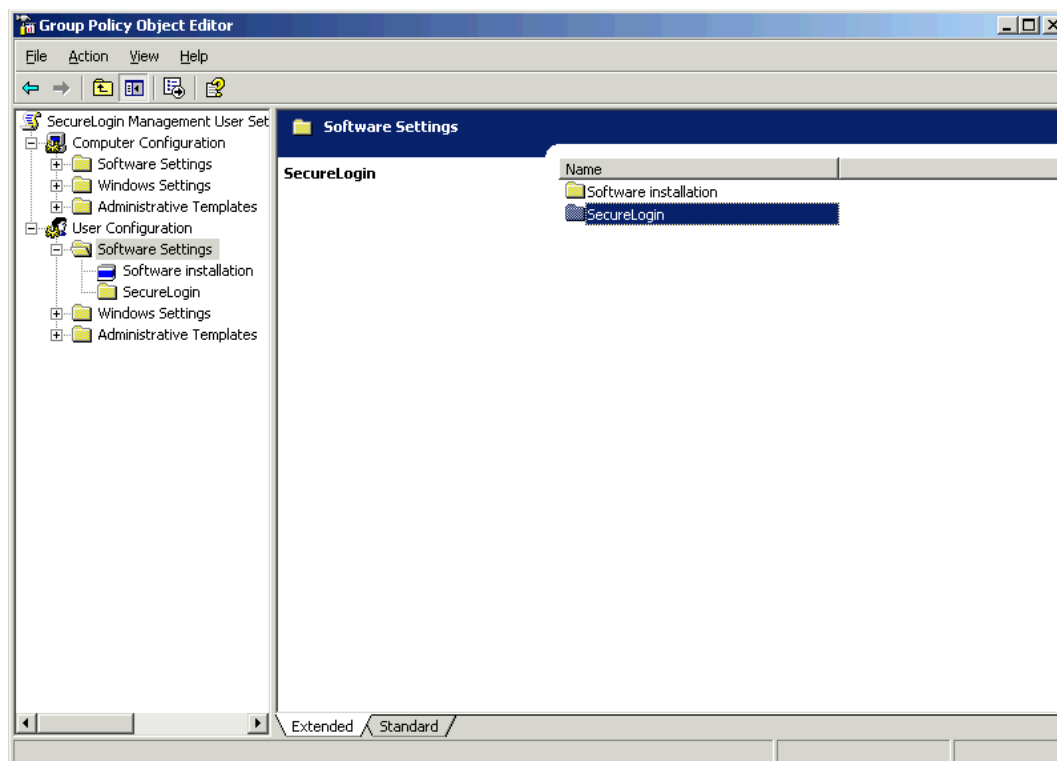 Group Policy Object Editor
File Action View Help
SecureLogin Management User Set
Computer Configuration
Software Settings
Windows Settings
Administrative Templates
User Configuration
Software Settings
Software installation
SecureLogin
Windows Settings
Administrative Templates
Software Settings
SecureLogin
Name
Software installation
SecureLogin
Extended Standard